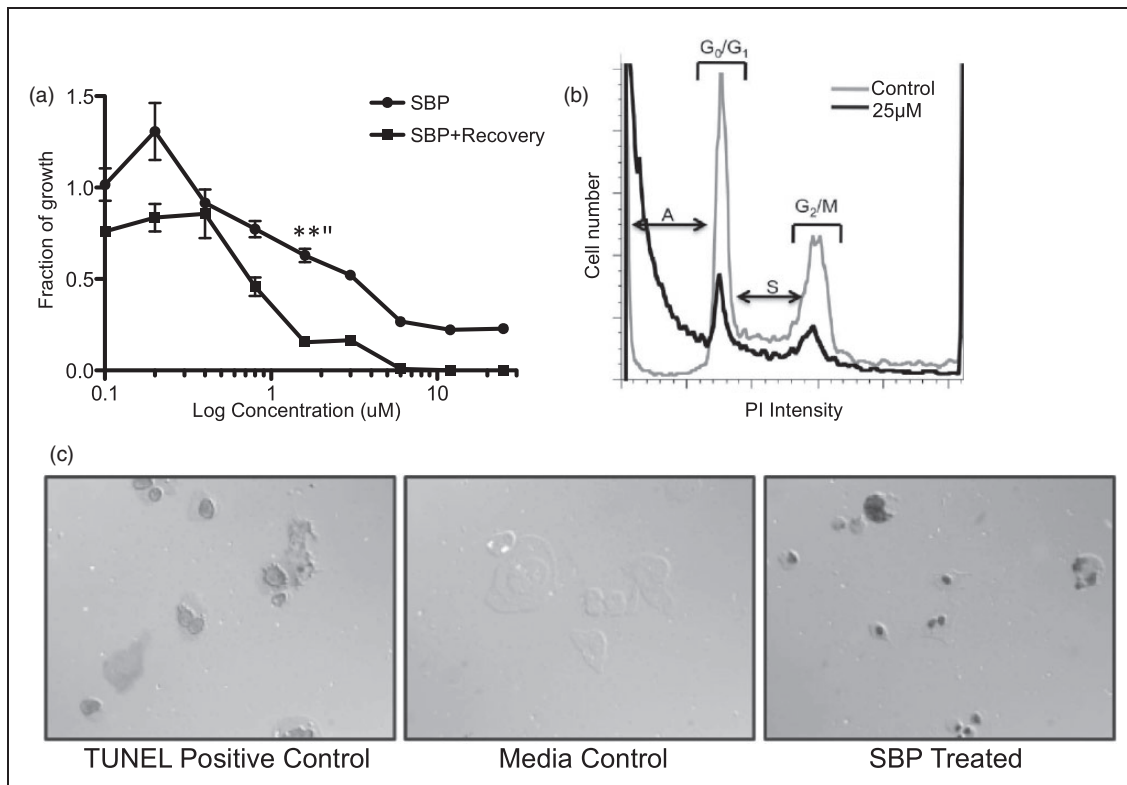 (a)
1.5
1.0
0.5
0.0
Fraction of growth
0.1
1
10
Log Concentration (uM)
SBP
SBP+Recovery
**"
(b)
G₀/G₁
G₂/M
A
S
Control
25µM
Cell number
PI Intensity
(c)
TUNEL Positive Control
Media Control
SBP Treated